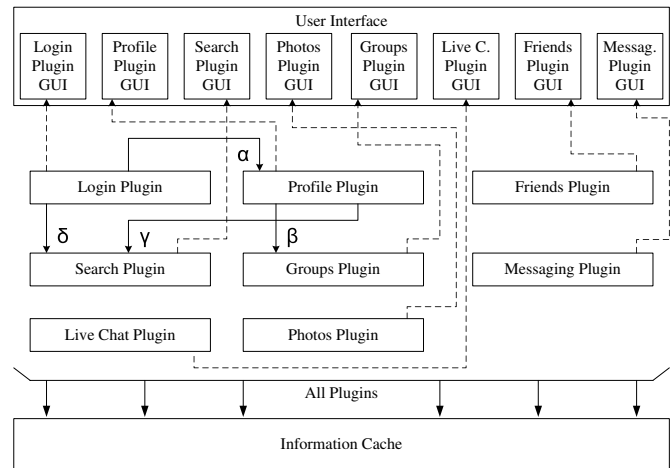 User Interface
Login
Plugin
GUI
Profile
Plugin
GUI
Search
Plugin
GUI
Photos
Plugin
GUI
Groups
Plugin
GUI
Live C.
Plugin
GUI
Friends
Plugin
GUI
Messag.
Plugin
GUI
α
Login Plugin
Profile Plugin
Friends Plugin
δ
γ
β
Search Plugin
Groups Plugin
Messaging Plugin
Live Chat Plugin
Photos Plugin
All Plugins
Information Cache